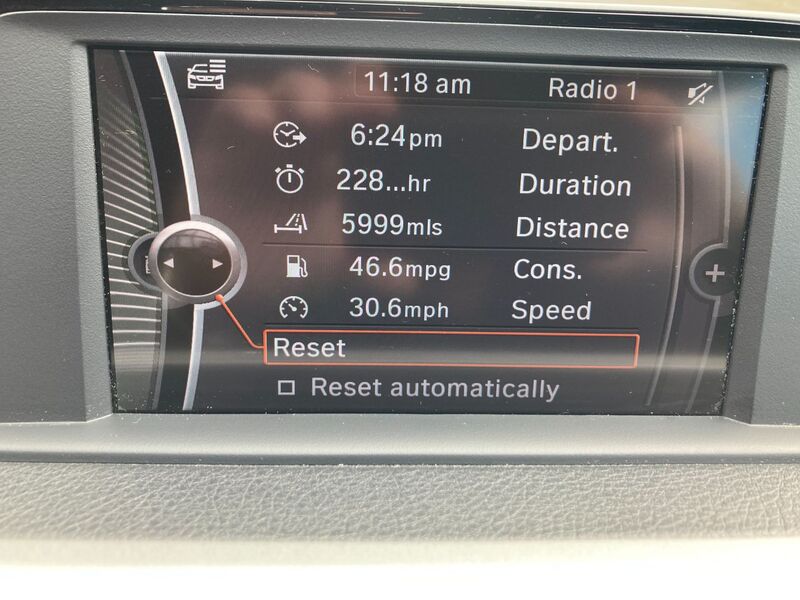 11:18 am Radio 1
6:24pm Depart.
228...hr Duration
5999mls Distance
46.6mpg Cons.
30.6mph Speed
Reset
Reset automatically